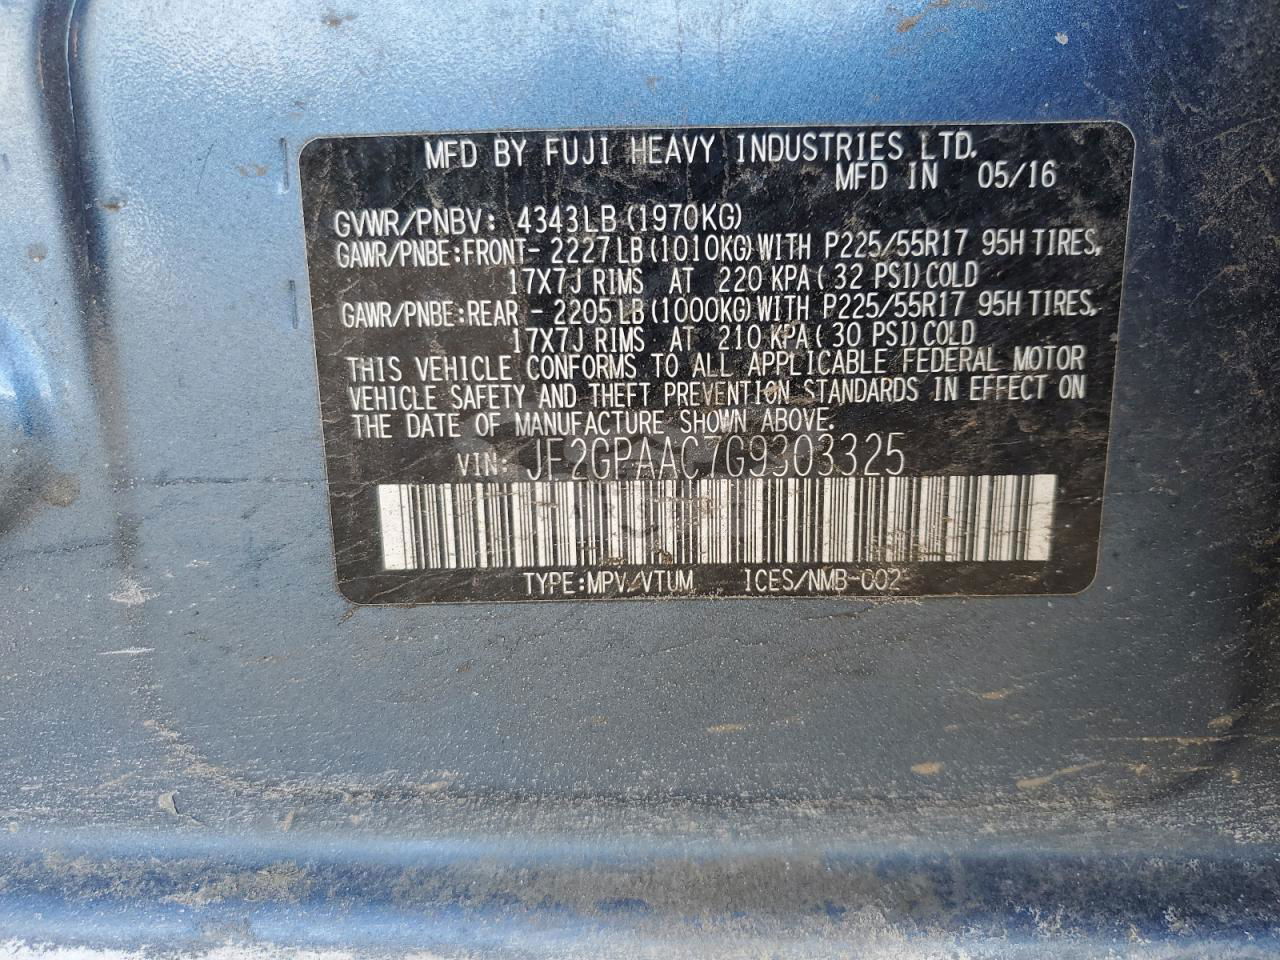 MFD BY FUJI HEAVY INDUSTRIES LTD.
MFD IN 05/16
GVWR/PNBV: 4343LB (1970KG)
GAWR/PNBE:FRONT- 2227LB (1010KG) WITH P225/55R17 95H TIRES,
17X7J RIMS AT 220 KPA (32 PSI) COLD
GAWR/PNBE:REAR - 2205LB (1000KG) WITH P225/55R17 95H TIRES,
17X7J RIMS AT 210 KPA (30 PSI) COLD
THIS VEHICLE CONFORMS TO ALL APPLICABLE FEDERAL MOTOR
VEHICLE SAFETY AND THEFT PREVENTION STANDARDS IN EFFECT ON
THE DATE OF MANUFACTURE SHOWN ABOVE.
VIN: JF2GPAAC7G9303325
TYPE:MPV/VTUM ICES/NMB-002